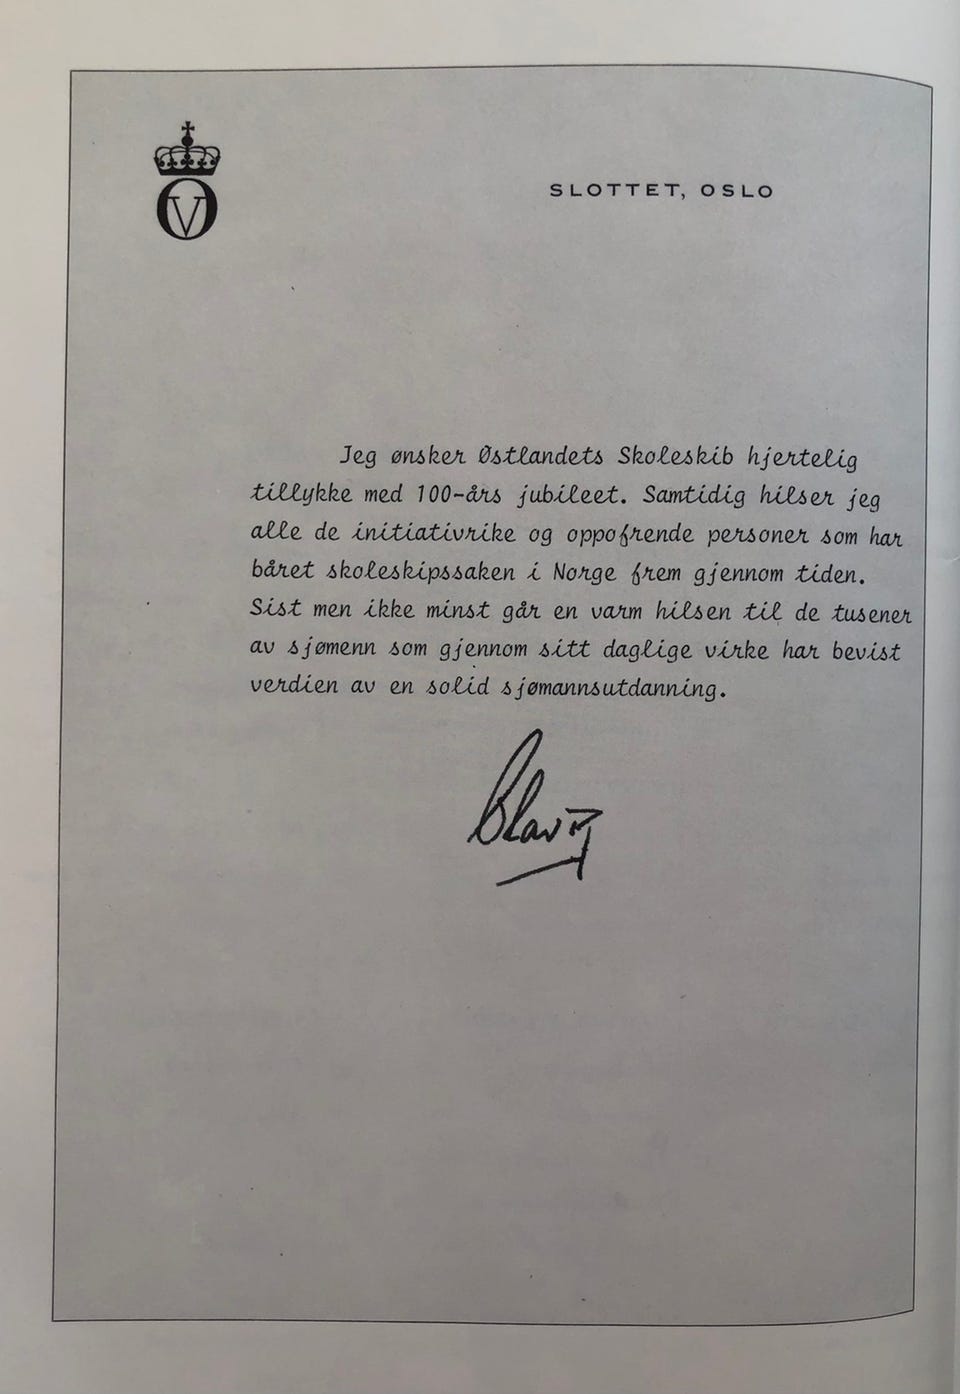 SLOTTET, OSLO
Jeg ønsker Østlandets Skoleskib hjertelig
tillykke med 100-års jubileet. Samtidig hilser jeg
alle de initiativrike og oppofrende personer som har
båret skoleskipssaken i Norge frem gjennom tiden.
Sist men ikke minst går en varm hilsen til de tusener
av sjømenn som gjennom sitt daglige virke har bevist
verdien av en solid sjømannsutdanning.
Olav R